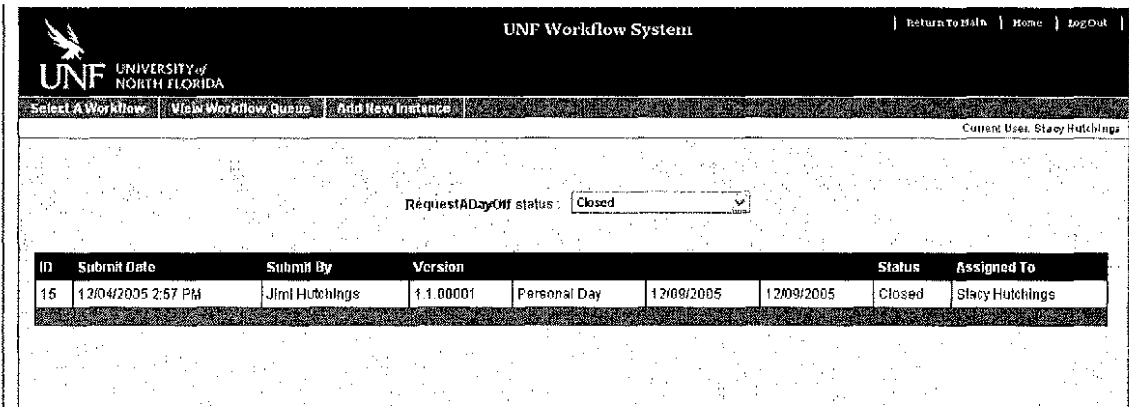 UNF Workflow System
| Return To Main | Home | LogOut |
UNF UNIVERSITY of
NORTH FLORIDA
Select A Workflow | View Workflow Queue | Add New Instance
Current User: Stacy Hutchings
RequestADayOff status : Closed
ID Submit Date Submit By Version Status Assigned To
15 12/04/2005 2:57 PM Jimi Hutchings 1.1.00001 Personal Day 12/09/2005 12/09/2005 Closed Stacy Hutchings